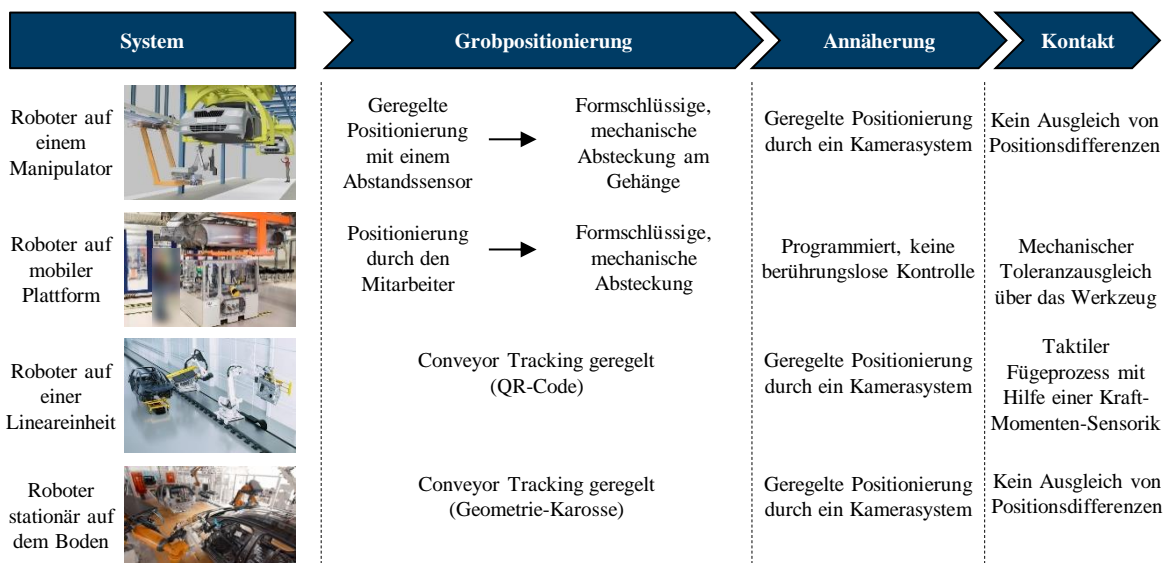 System
Grobpositionierung
Annäherung
Kontakt
Roboter auf
einem
Manipulator
Geregelte
Positionierung
mit einem
Abstandssensor
Formschlüssige,
mechanische
Absteckung am
Gehänge
Geregelte Positionierung
durch ein Kamerasystem
Kein Ausgleich von
Positionsdifferenzen
Roboter auf
mobiler
Plattform
Positionierung
durch den
Mitarbeiter
Formschlüssige,
mechanische
Absteckung
Programmiert, keine
berührungslose Kontrolle
Mechanischer
Toleranzausgleich
über das Werkzeug
Roboter auf
einer
Lineareinheit
Conveyor Tracking geregelt
(QR-Code)
Geregelte Positionierung
durch ein Kamerasystem
Taktiler
Fügeprozess mit
Hilfe einer Kraft-
Momenten-Sensorik
Roboter
stationär auf
dem Boden
Conveyor Tracking geregelt
(Geometrie-Karosse)
Geregelte Positionierung
durch ein Kamerasystem
Kein Ausgleich von
Positionsdifferenzen